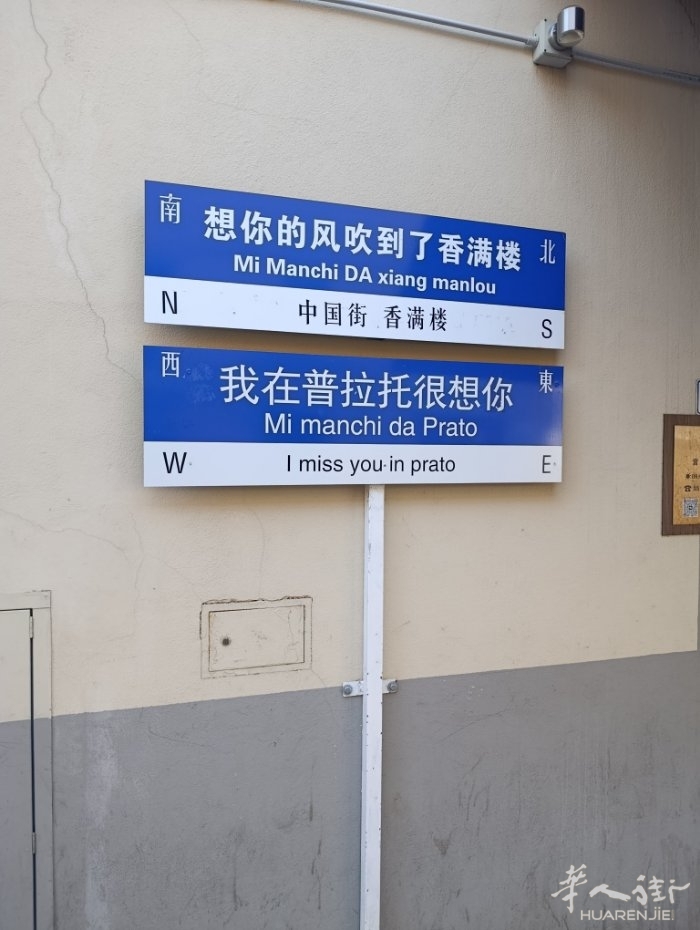 南 想你的风吹到了香满楼 北
Mi Manchi DA xiang manlou
N 中国街 香满楼 S
西 我在普拉托很想你 東
Mi manchi da Prato
W I miss you in prato E
華人街
HUARENJIE